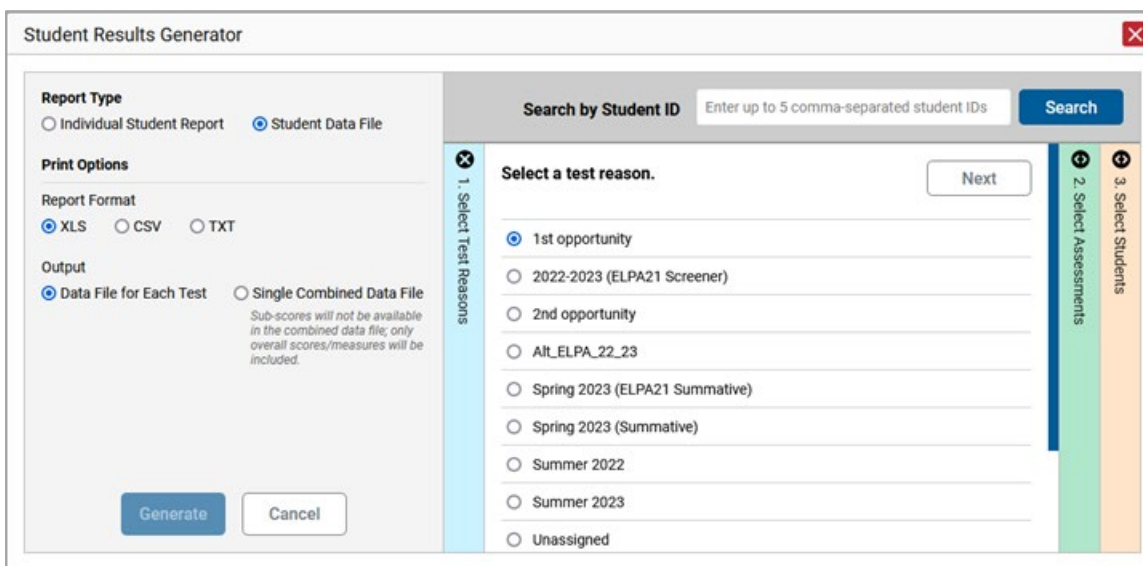 Student Results Generator
Report Type
Individual Student Report Student Data File
Print Options
Report Format
XLS CSV TXT
Output
Data File for Each Test Single Combined Data File
Sub-scores will not be available
in the combined data file; only
overall scores/measures will be
included.
Generate Cancel
Search by Student ID Enter up to 5 comma-separated student IDs Search
1. Select Test Reasons
Select a test reason. Next
1st opportunity
2022-2023 (ELPA21 Screener)
2nd opportunity
Alt_ELPA_22_23
Spring 2023 (ELPA21 Summative)
Spring 2023 (Summative)
Summer 2022
Summer 2023
Unassigned
2. Select Assessments
3. Select Students